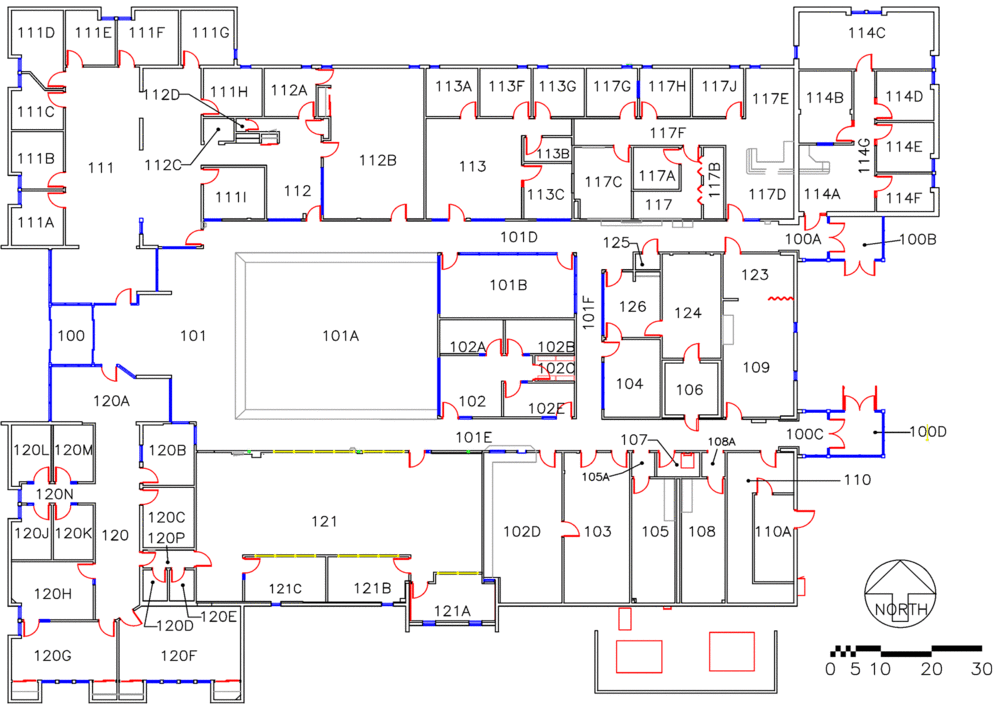 111D 111E 111F 111G 114C
112D 111H 112A 113A 113F 113G 117G 117H 117J 117E 114B 114D
111C
117F
111B 111 112C 112B 113 113B 114G 114E
117C 117A 117B
111I 112 113C 117 117D 114A 114F
111A
101D 125 100A 100B
101B 123
101F 126 124
100 101 101A
102A 102B
102C 104 106 109
120A 102 102E
101E 107 108A 100C 100D
120L 120M 120B 105A 110
120N
120C 121 102D 103 105 108 110A
120J 120K 120 120P
120H 121C 121B
120D 120E 121A NORTH
120G 120F
0 5 10 20 30